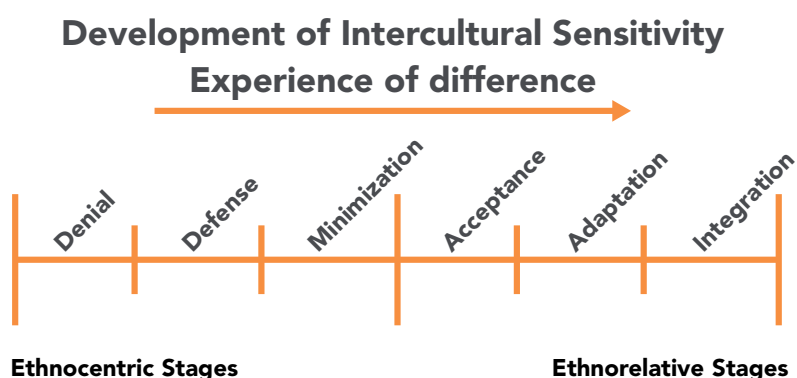 Development of Intercultural Sensitivity
Experience of difference
Denial
Defense
Minimization
Acceptance
Adaptation
Integration
Ethnocentric Stages
Ethnorelative Stages